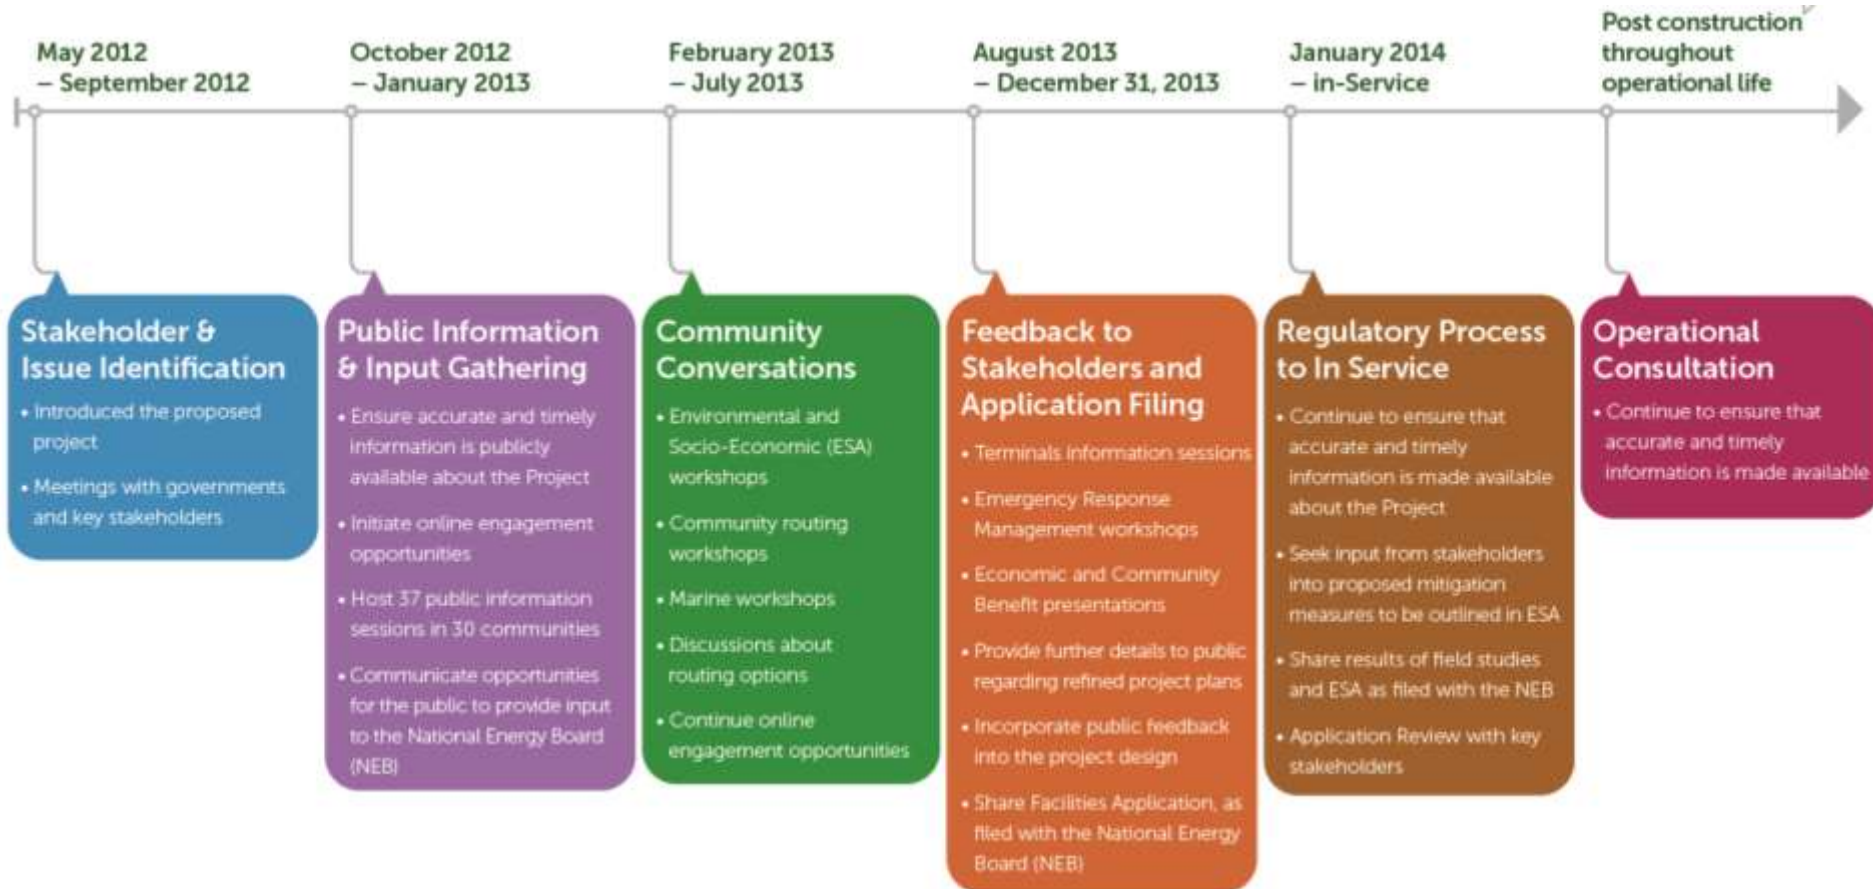 May 2012
– September 2012
October 2012
– January 2013
February 2013
– July 2013
August 2013
– December 31, 2013
January 2014
– in-Service
Post construction
throughout
operational life
Stakeholder &
Issue Identification
• Introduced the proposed
project
• Meetings with governments
and key stakeholders
Public Information
& Input Gathering
• Ensure accurate and timely
information is publicly
available about the Project
• Initiate online engagement
opportunities
• Host 37 public information
sessions in 30 communities
• Communicate opportunities
for the public to provide input
to the National Energy Board
(NEB)
Community
Conversations
• Environmental and
Socio-Economic (ESA)
workshops
• Community routing
workshops
• Marine workshops
• Discussions about
routing options
• Continue online
engagement opportunities
Feedback to
Stakeholders and
Application Filing
• Terminals information sessions
• Emergency Response
Management workshops
• Economic and Community
Benefit presentations
• Provide further details to public
regarding refined project plans
• Incorporate public feedback
into the project design
• Share Facilities Application, as
filed with the National Energy
Board (NEB)
Regulatory Process
to In Service
• Continue to ensure that
accurate and timely
information is made available
about the Project
• Seek input from stakeholders
into proposed mitigation
measures to be outlined in ESA
• Share results of field studies
and ESA as filed with the NEB
• Application Review with key
stakeholders
Operational
Consultation
• Continue to ensure that
accurate and timely
information is made available